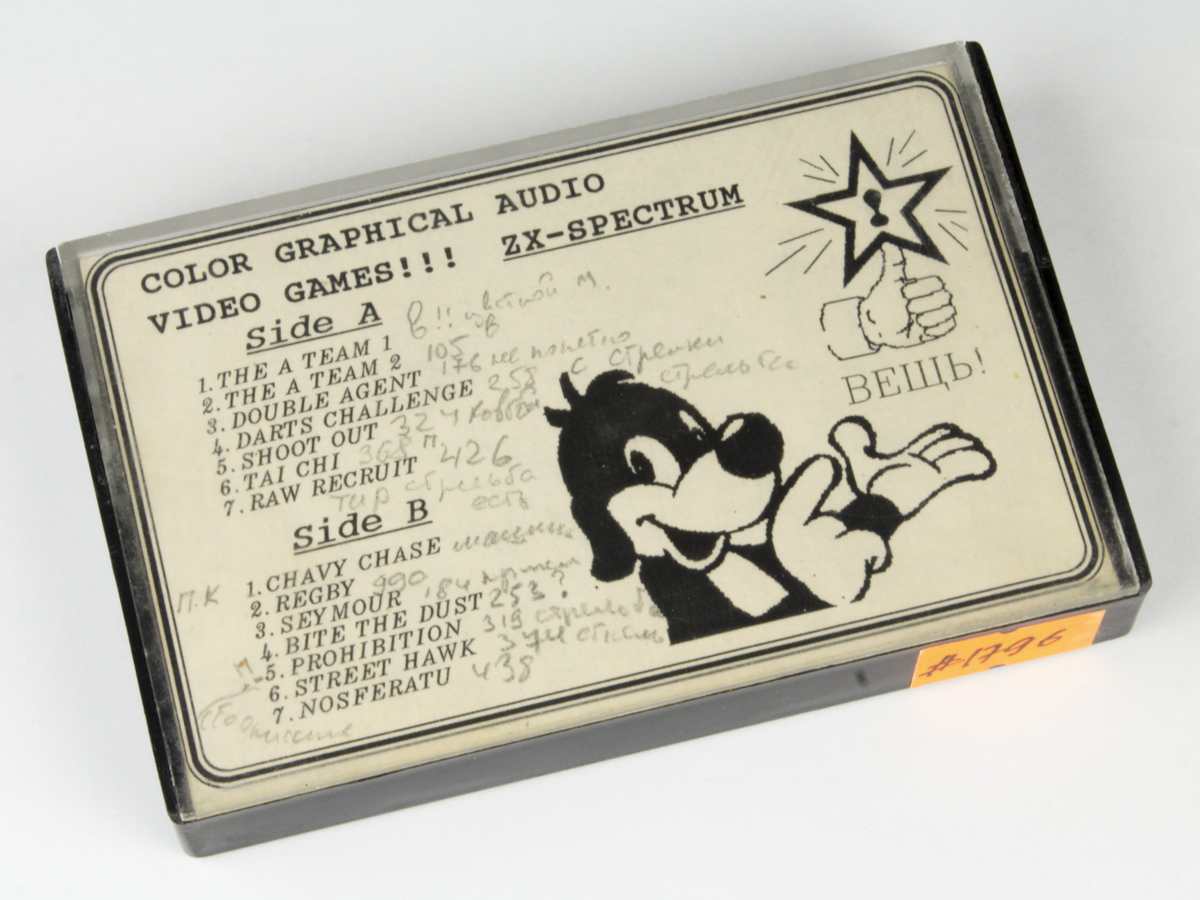 COLOR GRAPHICAL AUDIO
VIDEO GAMES!!! ZX-SPECTRUM
Side A
1. THE A TEAM 1
2. THE A TEAM 2 105
3. DOUBLE AGENT 176 не понятно
4. DARTS CHALLENGE 255 с
5. SHOOT OUT 324
6. TAI CHI 368
7. RAW RECRUIT 426
тир стрельба
есть
Side B
1. CHAVY CHASE
П.К 2. REGBY 990
3. SEYMOUR 184
4. BITE THE DUST 253?
5. PROHIBITION 319 стрельба
6. STREET HAWK 374
7. NOSFERATU 438
ВЕЩЬ!
#1796